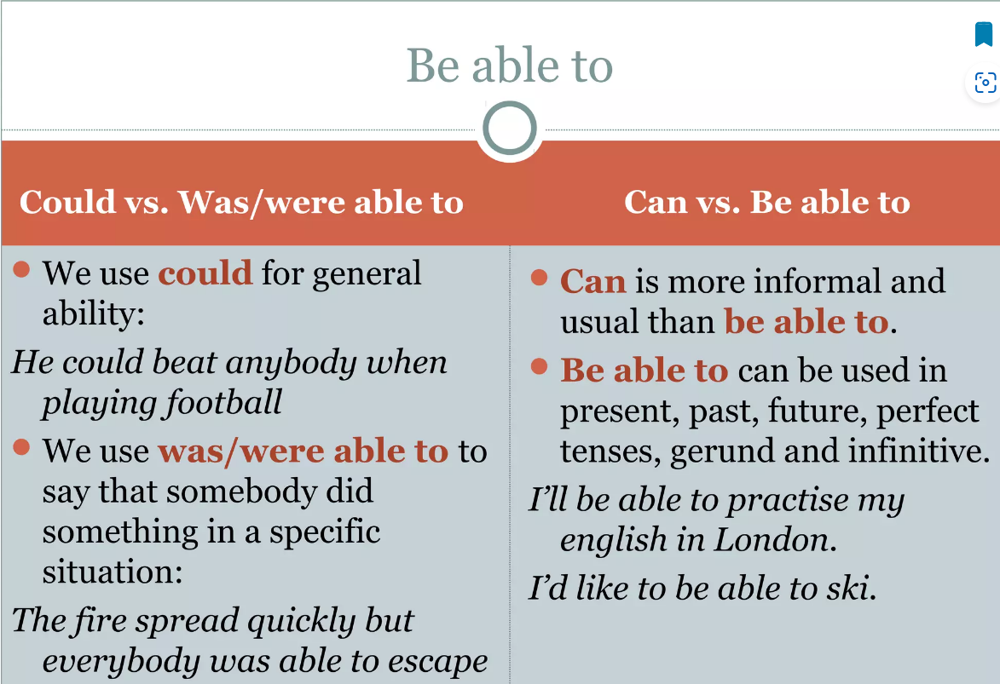 Be able to
Could vs. Was/were able to
We use could for general
ability:
He could beat anybody when
playing football
We use was/were able to to
say that somebody did
something in a specific
situation:
The fire spread quickly but
everybody was able to escape
Can vs. Be able to
Can is more informal and
usual than be able to.
Be able to can be used in
present, past, future, perfect
tenses, gerund and infinitive.
I’ll be able to practise my
english in London.
I’d like to be able to ski.